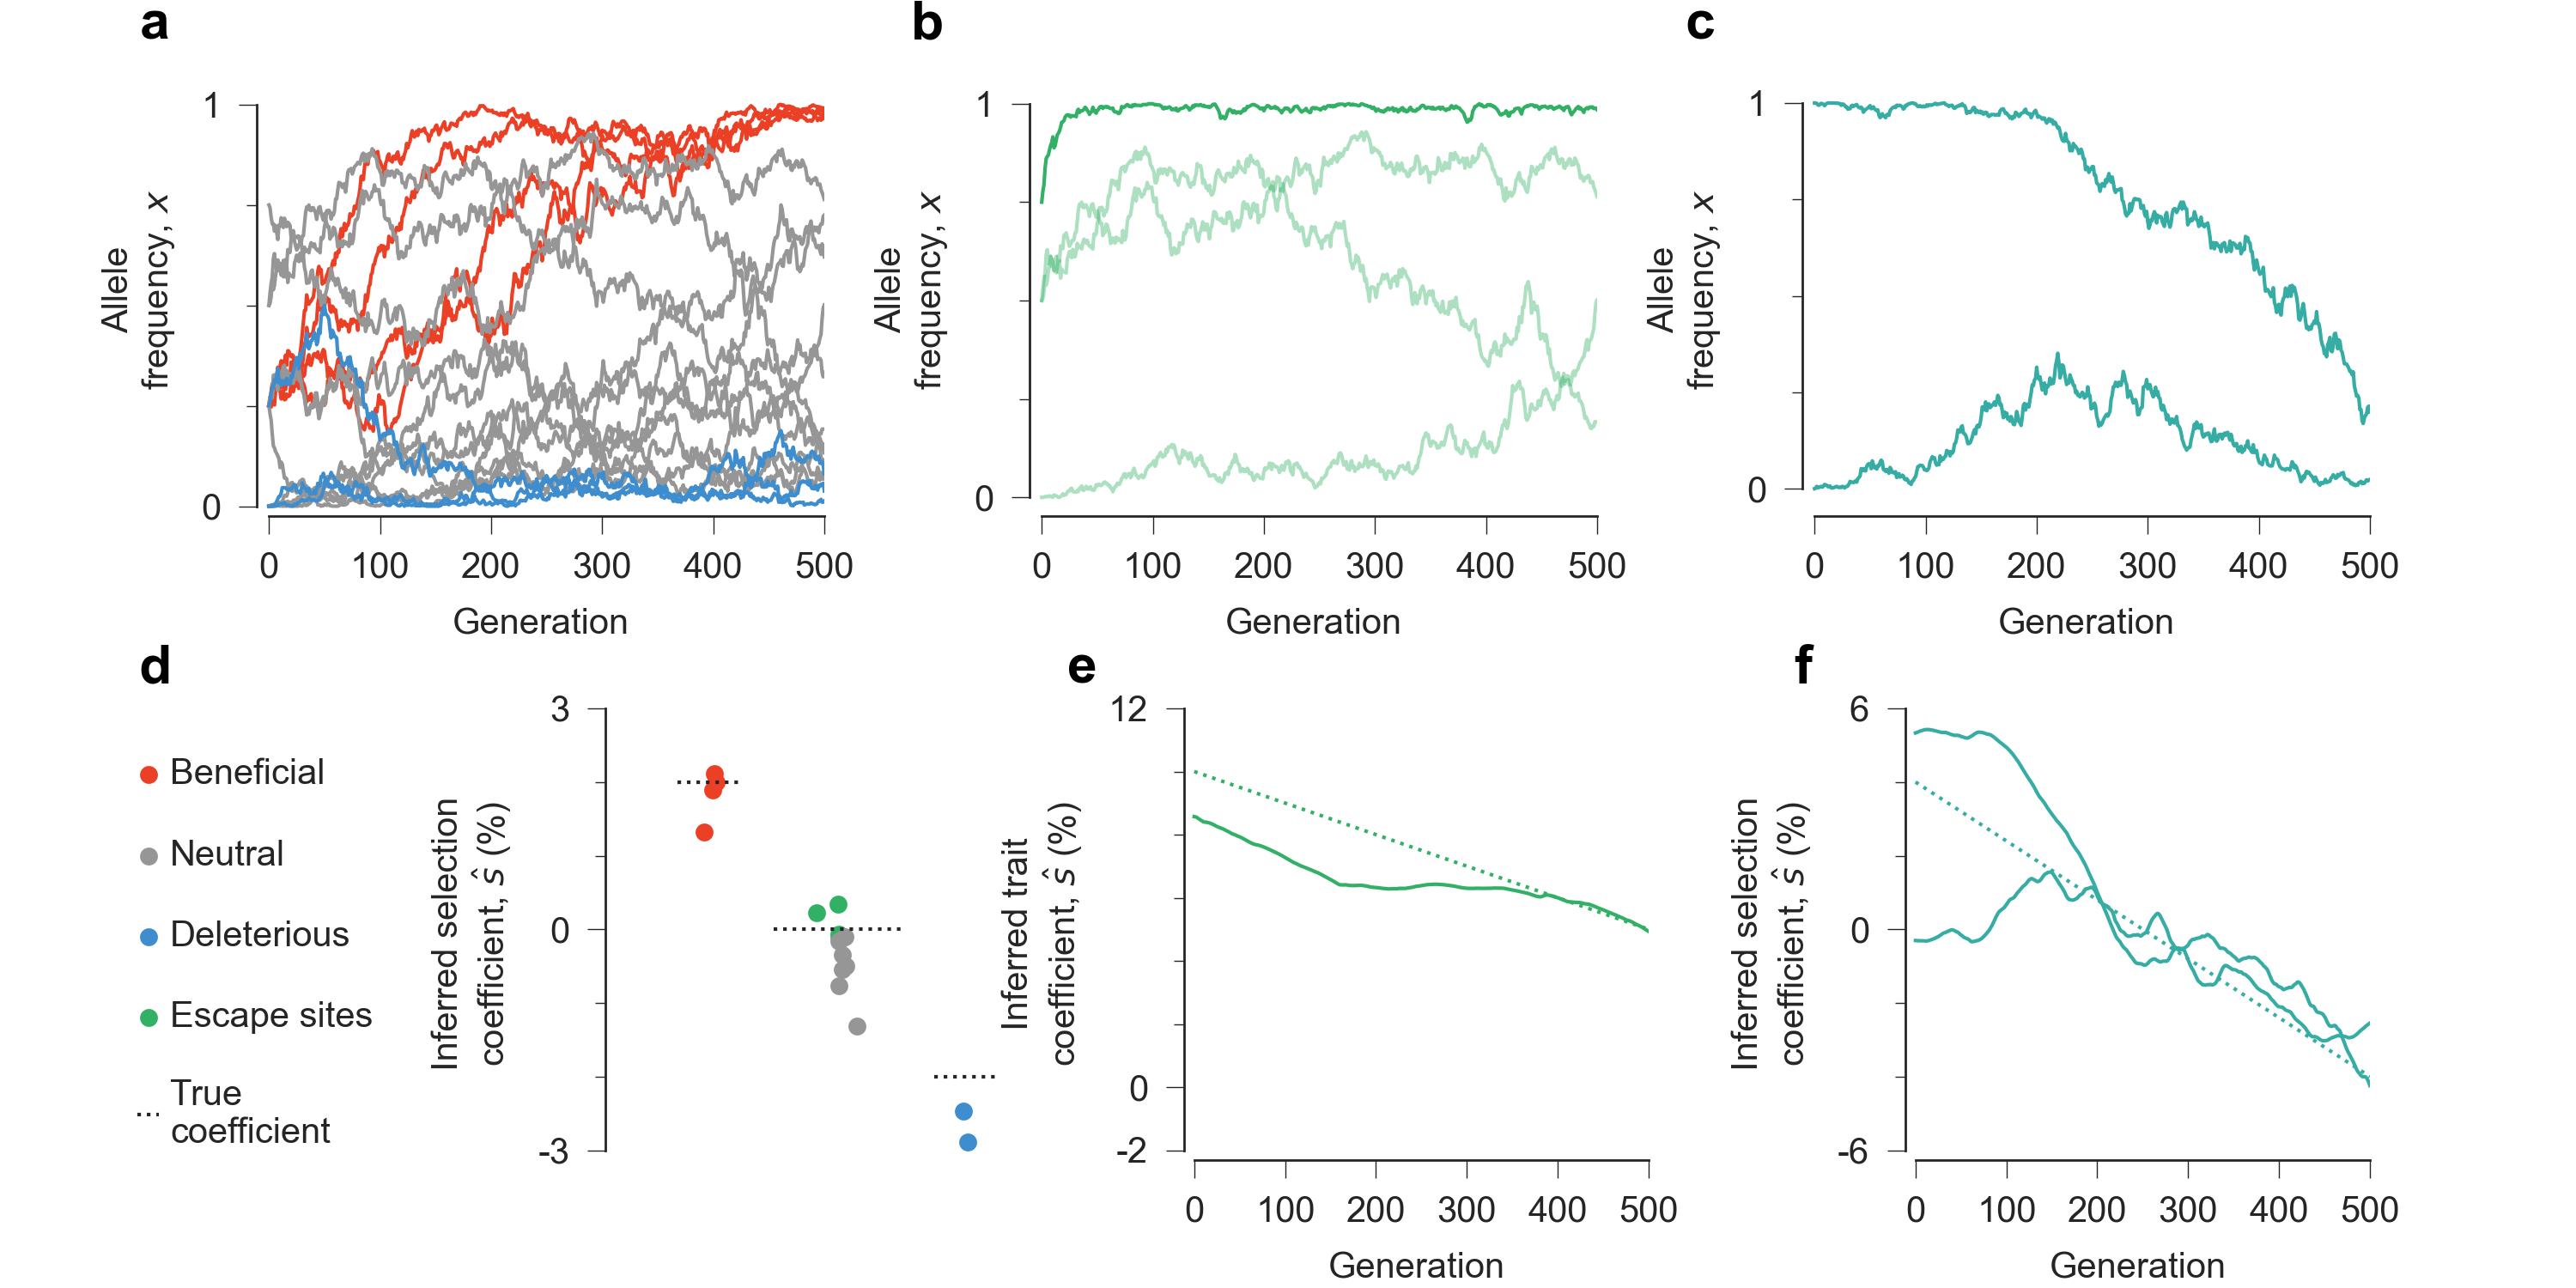 a
b
c
1
0
Allele
frequency, x
0 100 200 300 400 500
Generation
1
0
Allele
frequency, x
0 100 200 300 400 500
Generation
1
0
Allele
frequency, x
0 100 200 300 400 500
Generation
d
Beneficial
Neutral
Deleterious
Escape sites
True
coefficient
3
0
-3
Inferred selection
coefficient, ŝ (%)
e
12
0
-2
Inferred trait
coefficient, ŝ (%)
0 100 200 300 400 500
Generation
f
6
0
-6
Inferred selection
coefficient, ŝ (%)
0 100 200 300 400 500
Generation